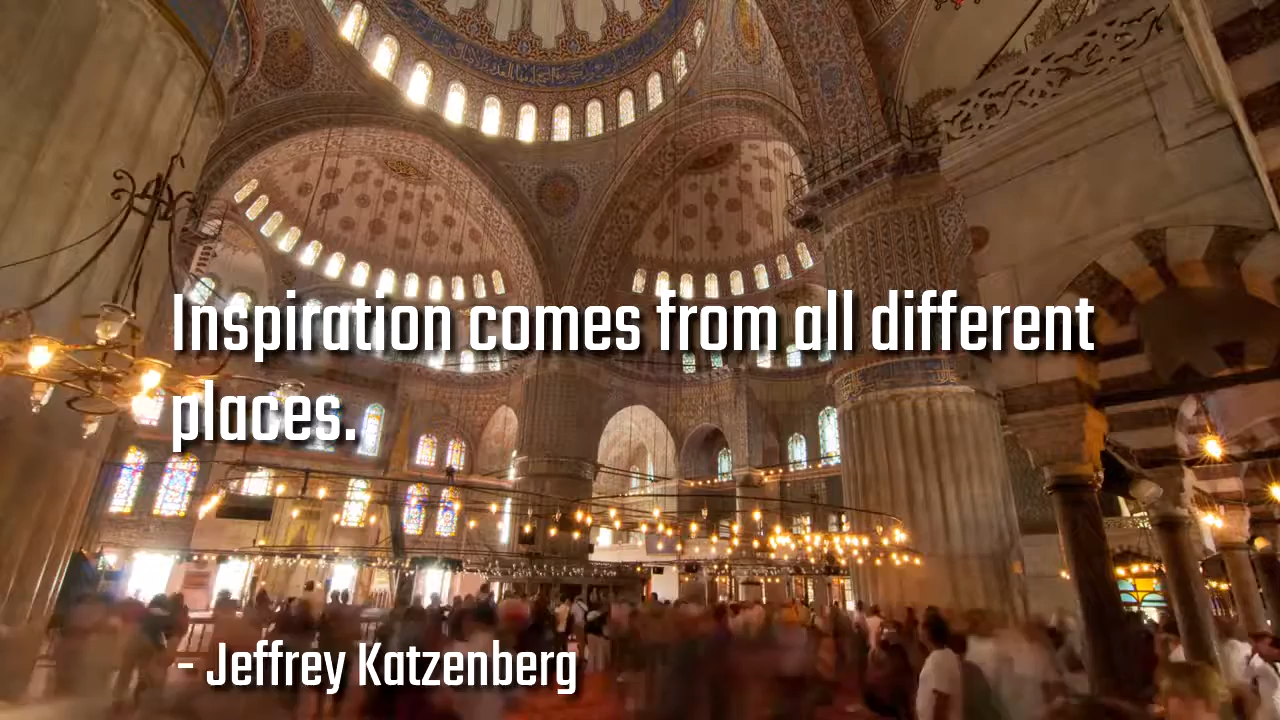 Inspiration comes from all different
places.
- Jeffrey Katzenberg